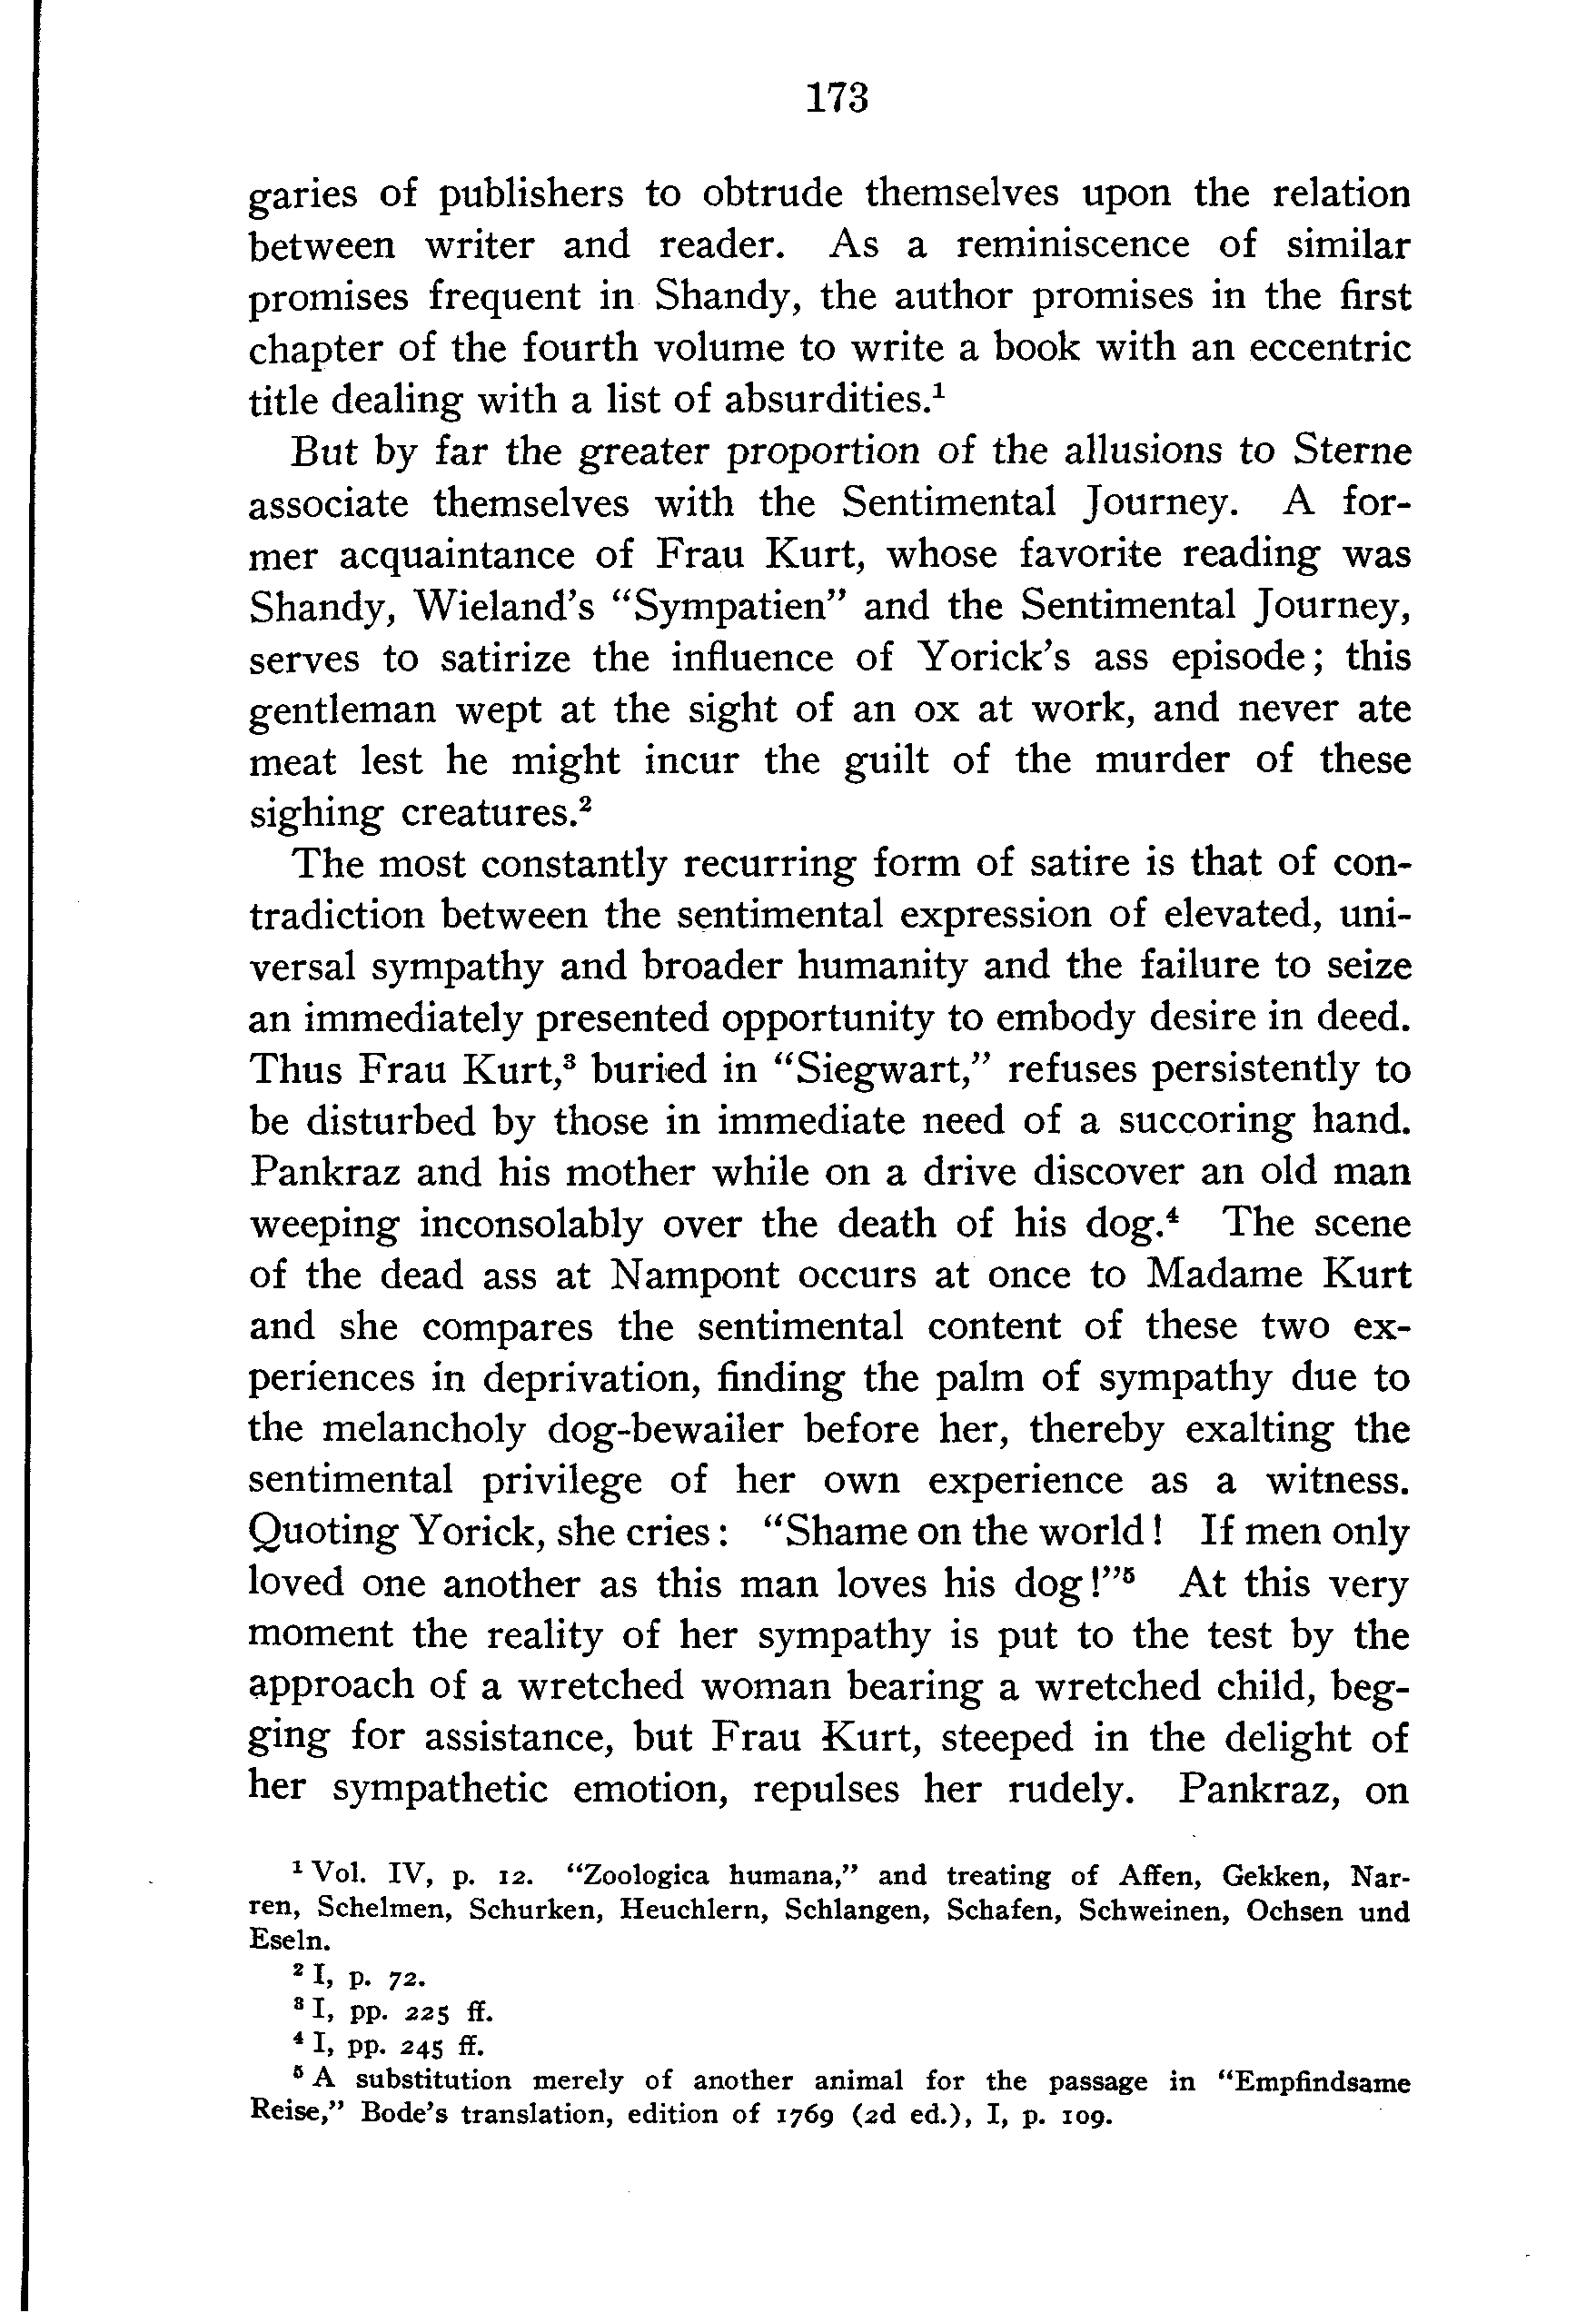 173
garies of publishers to obtrude themselves upon the relation
between writer and reader. As a reminiscence of similar
promises frequent in Shandy, the author promises in the first
chapter of the fourth volume to write a book with an eccentric
title dealing with a list of absurdities.¹
But by far the greater proportion of the allusions to Sterne
associate themselves with the Sentimental Journey. A for-
mer acquaintance of Frau Kurt, whose favorite reading was
Shandy, Wieland's “Sympatien” and the Sentimental Journey,
serves to satirize the influence of Yorick's ass episode; this
gentleman wept at the sight of an ox at work, and never ate
meat lest he might incur the guilt of the murder of these
sighing creatures.²
The most constantly recurring form of satire is that of con-
tradiction between the sentimental expression of elevated, uni-
versal sympathy and broader humanity and the failure to seize
an immediately presented opportunity to embody desire in deed.
Thus Frau Kurt,³ buried in “Siegwart,” refuses persistently to
be disturbed by those in immediate need of a succoring hand.
Pankraz and his mother while on a drive discover an old man
weeping inconsolably over the death of his dog.⁴ The scene
of the dead ass at Nampont occurs at once to Madame Kurt
and she compares the sentimental content of these two ex-
periences in deprivation, finding the palm of sympathy due to
the melancholy dog-bewailer before her, thereby exalting the
sentimental privilege of her own experience as a witness.
Quoting Yorick, she cries: “Shame on the world! If men only
loved one another as this man loves his dog!”⁵ At this very
moment the reality of her sympathy is put to the test by the
approach of a wretched woman bearing a wretched child, beg-
ging for assistance, but Frau Kurt, steeped in the delight of
her sympathetic emotion, repulses her rudely. Pankraz, on
¹ Vol. IV, p. 12. “Zoologica humana,” and treating of Affen, Gekken, Nar-
ren, Schelmen, Schurken, Heuchlern, Schlangen, Schafen, Schweinen, Ochsen und
Eseln.
² I, p. 72.
³ I, pp. 225 ff.
⁴ I, pp. 245 ff.
⁵ A substitution merely of another animal for the passage in “Empfindsame
Reise,” Bode's translation, edition of 1769 (2d ed.), I, p. 109.